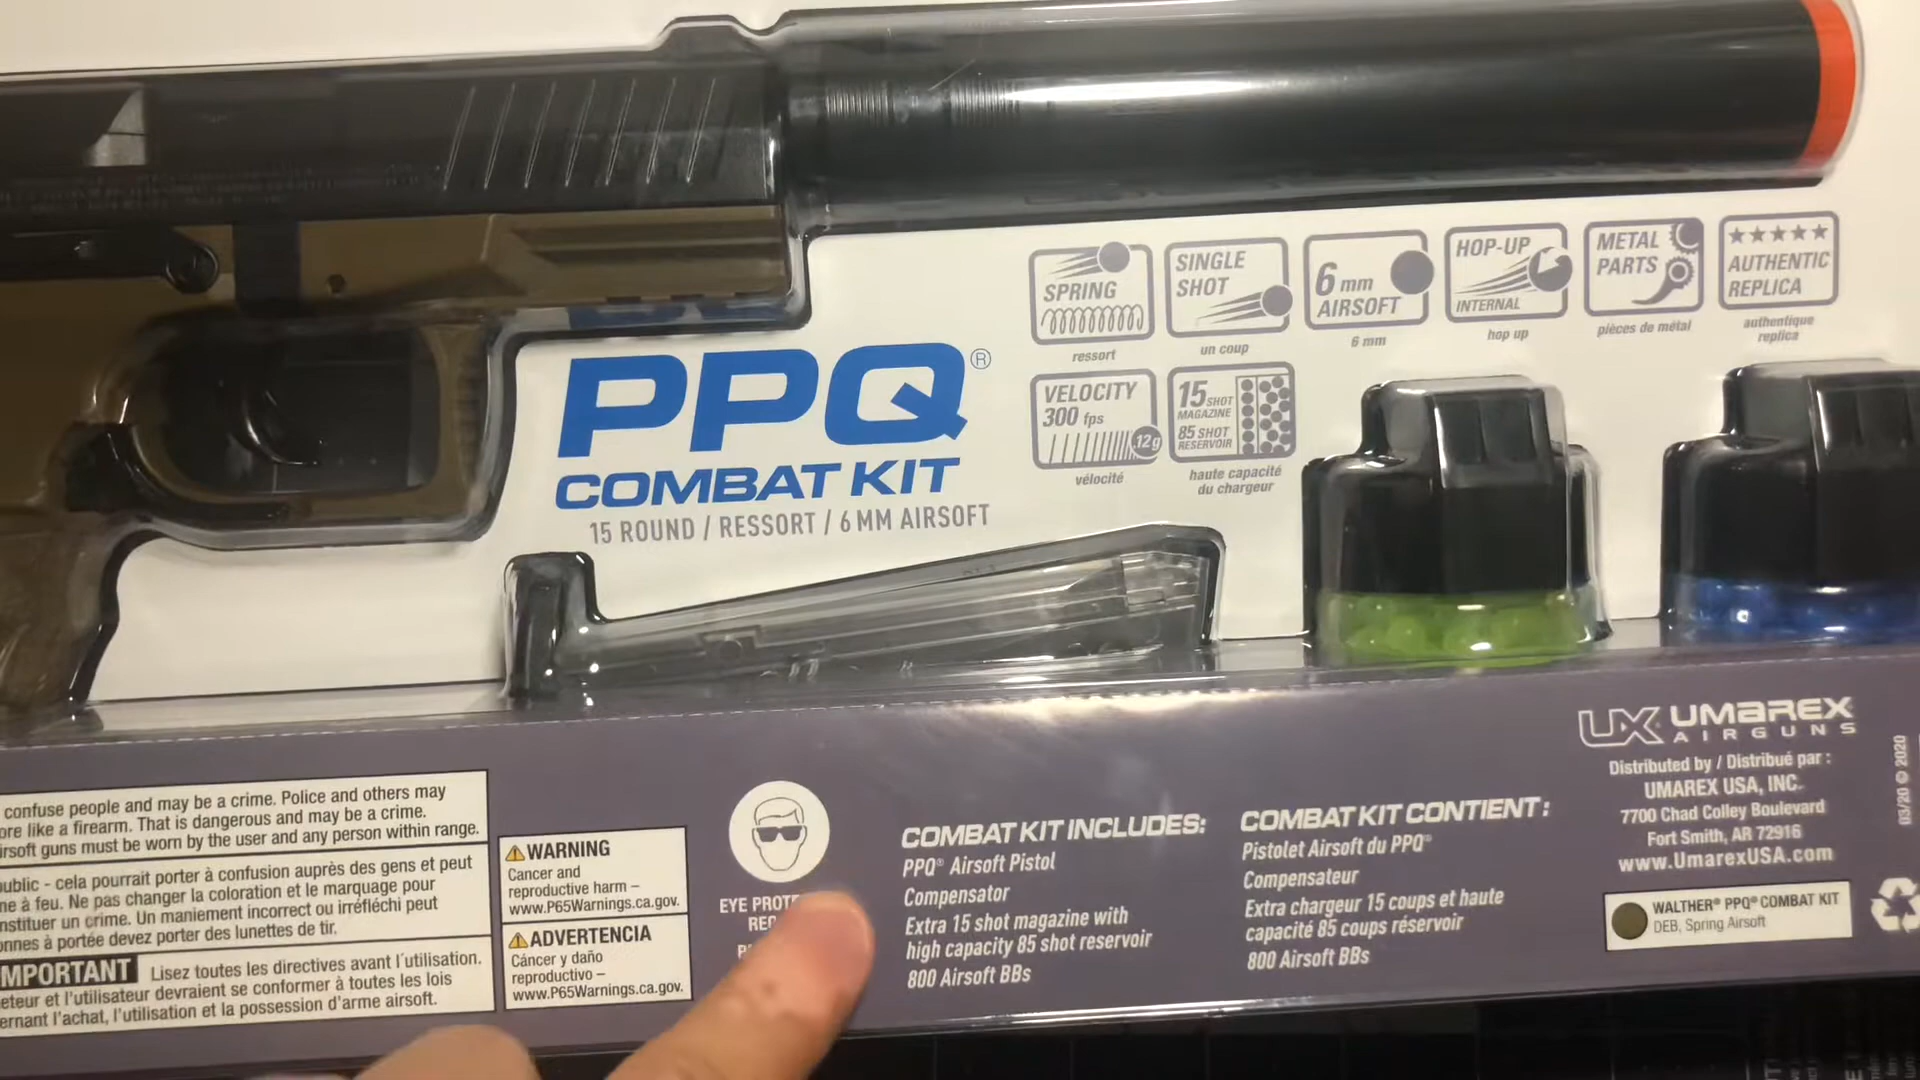 SPRING
ressort
SINGLE
SHOT
un coup
6 mm
AIRSOFT
6 mm
HOP-UP
INTERNAL
hop up
METAL
PARTS
pièces de métal
AUTHENTIC
REPLICA
authentique
replica
VELOCITY
300 fps
.12g
vélocité
15 SHOT
MAGAZINE
85 SHOT
RESERVOIR
haute capacité
du chargeur
PPQ®
COMBAT KIT
15 ROUND / RESSORT / 6 MM AIRSOFT
confuse people and may be a crime. Police and others may
like a firearm. That is dangerous and may be a crime.
guns must be worn by the user and any person within range.
- cela pourrait porter à confusion auprès des gens et peut
à feu. Ne pas changer la coloration et le marquage pour
un crime. Un maniement incorrect ou irréfléchi peut
à portée devez porter des lunettes de tir.
Lisez toutes les directives avant l'utilisation.
et l'utilisateur devraient se conformer à toutes les lois
l'achat, l'utilisation et la possession d'arme airsoft.
WARNING
Cancer and
reproductive harm –
www.P65Warnings.ca.gov.
ADVERTENCIA
Cáncer y daño
reproductivo –
www.P65Warnings.ca.gov.
EYE
COMBAT KIT INCLUDES:
PPQ® Airsoft Pistol
Compensator
Extra 15 shot magazine with
high capacity 85 shot reservoir
800 Airsoft BBs
COMBAT KIT CONTIENT:
Pistolet Airsoft du PPQ®
Compensateur
Extra chargeur 15 coups et haute
capacité 85 coups réservoir
800 Airsoft BBs
UX UMAREX
AIRGUNS
Distributed by / Distribué par :
UMAREX USA, INC.
7700 Chad Colley Boulevard
Fort Smith, AR 72916
www.UmarexUSA.com
WALTHER® PPQ® COMBAT KIT
DEB, Spring Airsoft
03/20 © 2020